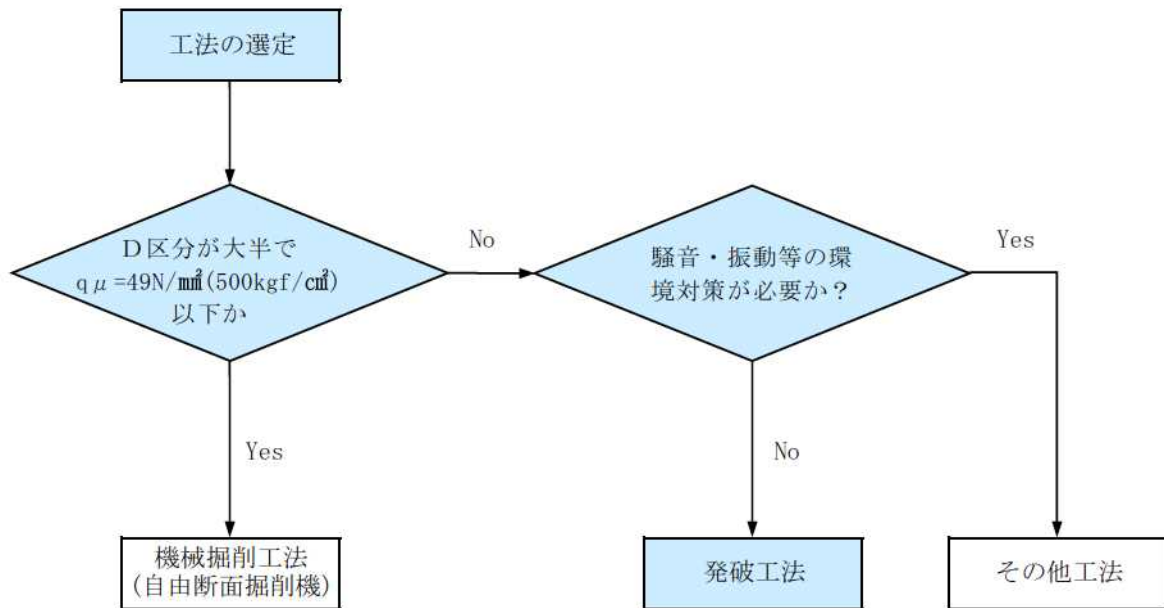 工法の選定
D区分が大半で
qμ=49N/㎟(500kgf/㎠)
以下か
No
騒音・振動等の環
境対策が必要か?
Yes
Yes
No
機械掘削工法
(自由断面掘削機)
発破工法
その他工法